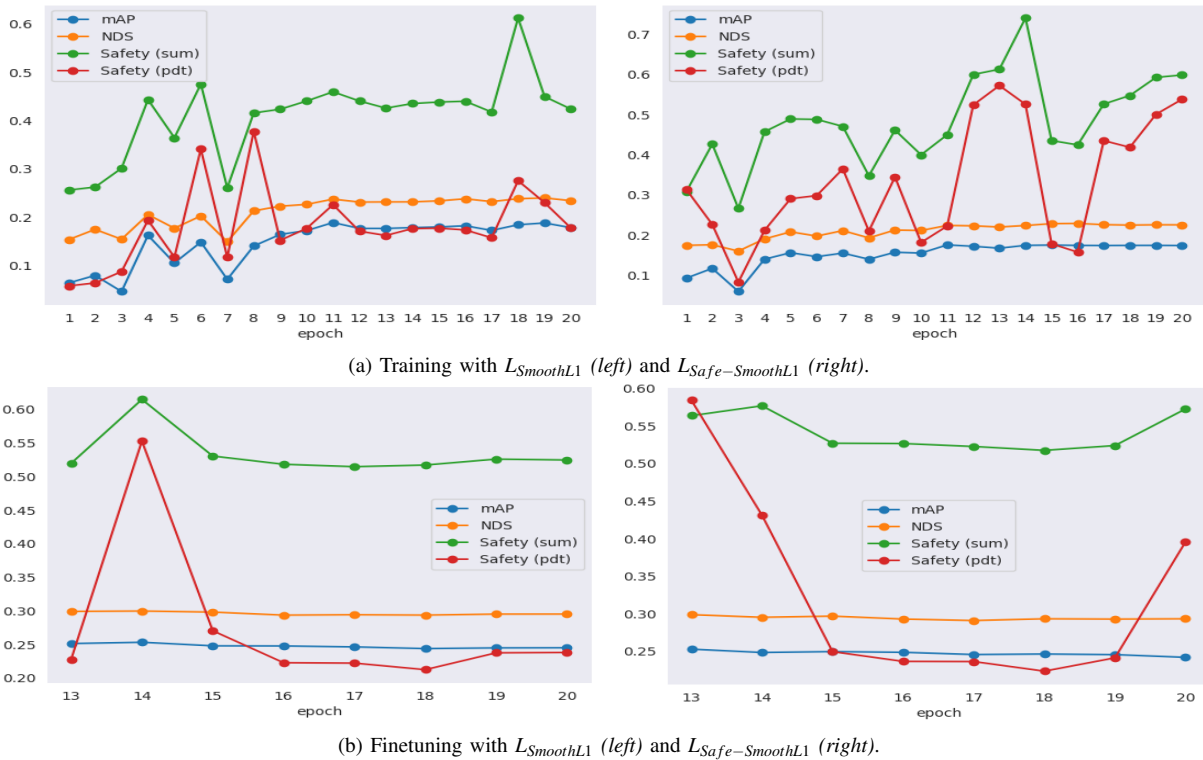 mAP
NDS
Safety (sum)
Safety (pdt)
0.6
0.5
0.4
0.3
0.2
0.1
1 2 3 4 5 6 7 8 9 10 11 12 13 14 15 16 17 18 19 20
epoch
mAP
NDS
Safety (sum)
Safety (pdt)
0.7
0.6
0.5
0.4
0.3
0.2
0.1
1 2 3 4 5 6 7 8 9 10 11 12 13 14 15 16 17 18 19 20
epoch
(a) Training with L_SmoothL1 (left) and L_Safe−SmoothL1 (right).
0.60
0.55
0.50
0.45
0.40
0.35
0.30
0.25
0.20
mAP
NDS
Safety (sum)
Safety (pdt)
13 14 15 16 17 18 19 20
epoch
0.60
0.55
0.50
0.45
0.40
0.35
0.30
0.25
mAP
NDS
Safety (sum)
Safety (pdt)
13 14 15 16 17 18 19 20
epoch
(b) Finetuning with L_SmoothL1 (left) and L_Safe−SmoothL1 (right).